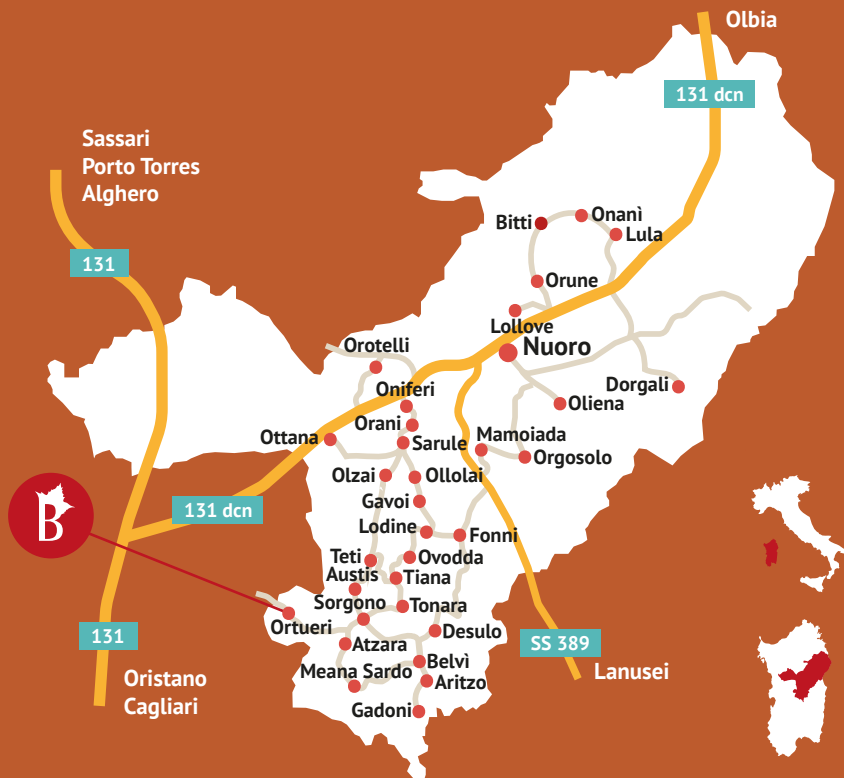 Olbia
131 dcn
Sassari
Porto Torres
Alghero
131
Bitti
Onanì
Lula
Orune
Lollove
Nuoro
Orotelli
Oniferi
Dorgali
Oliena
Orani
Ottana
Sarule
Mamoiada
Orgosolo
Olzai
Ollolai
Gavoi
131 dcn
B
Lodine
Fonni
Teti
Ovodda
Austis
Tiana
Sorgono
Tonara
Ortueri
Desulo
131
SS 389
Atzara
Belvì
Meana Sardo
Aritzo
Lanusei
Oristano
Cagliari
Gadoni